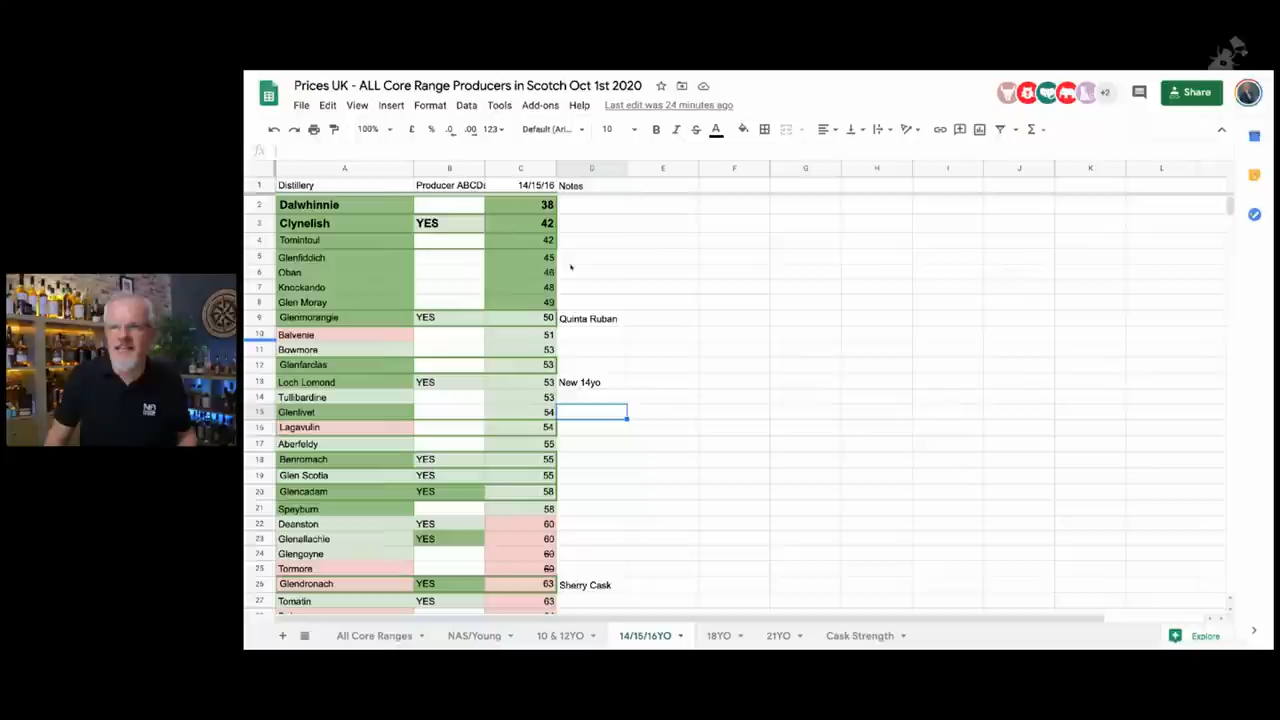 Prices UK - ALL Core Range Producers in Scotch Oct 1st 2020
File Edit View Insert Format Data Tools Add-ons Help Last edit was 24 minutes ago
+2
Share
100% £ % .0 .00 123 Default (Ari... 10 B I S A
fx
A B C D E F G H I J K L
1 Distillery Producer ABCDs 14/15/16 Notes
2 Dalwhinnie 38
3 Clynelish YES 42
4 Tomintoul 42
5 Glenfiddich 45
6 Oban 46
7 Knockando 48
8 Glen Moray 49
9 Glenmorangie YES 50 Quinta Ruban
10 Balvenie 51
11 Bowmore 53
12 Glenfarclas 53
13 Loch Lomond YES 53 New 14yo
14 Tullibardine 53
15 Glenlivet 54
16 Lagavulin 54
17 Aberfeldy 55
18 Benromach YES 55
19 Glen Scotia YES 55
20 Glencadam YES 58
21 Speyburn 58
22 Deanston YES 60
23 Glenallachie YES 60
24 Glengoyne 60
25 Tormore 60
26 Glendronach YES 63 Sherry Cask
27 Tomatin YES 63
All Core Ranges NAS/Young 10 & 12YO 14/15/16YO 18YO 21YO Cask Strength Explore